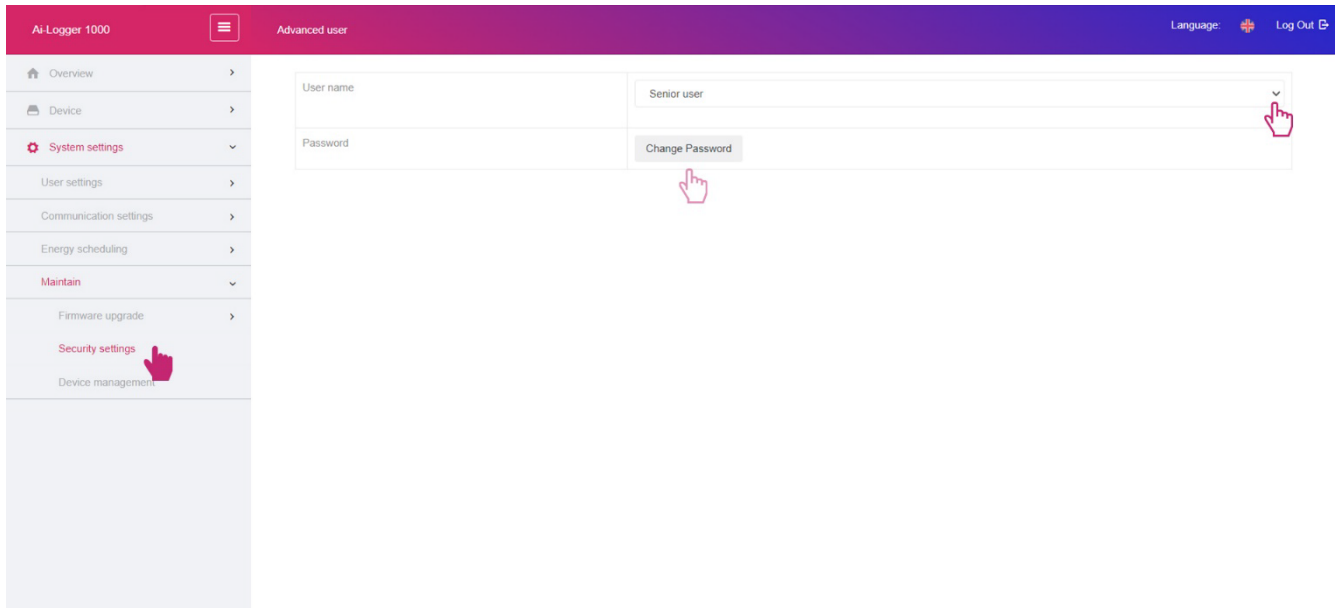 Ai-Logger 1000
Advanced user
Language:
Log Out
Overview
Device
System settings
User settings
Communication settings
Energy scheduling
Maintain
Firmware upgrade
Security settings
Device management
User name
Senior user
Password
Change Password